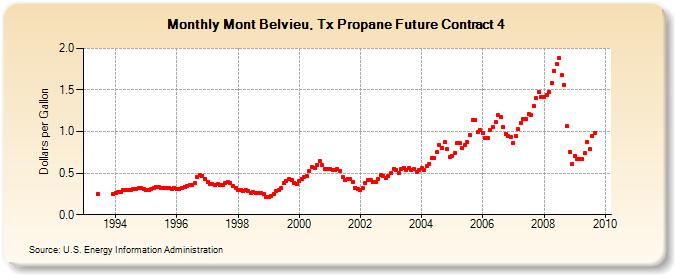 Monthly Mont Belvieu, Tx Propane Future Contract 4
Dollars per Gallon
2.0
1.5
1.0
0.5
0.0
1994 1996 1998 2000 2002 2004 2006 2008 2010
Source: U.S. Energy Information Administration